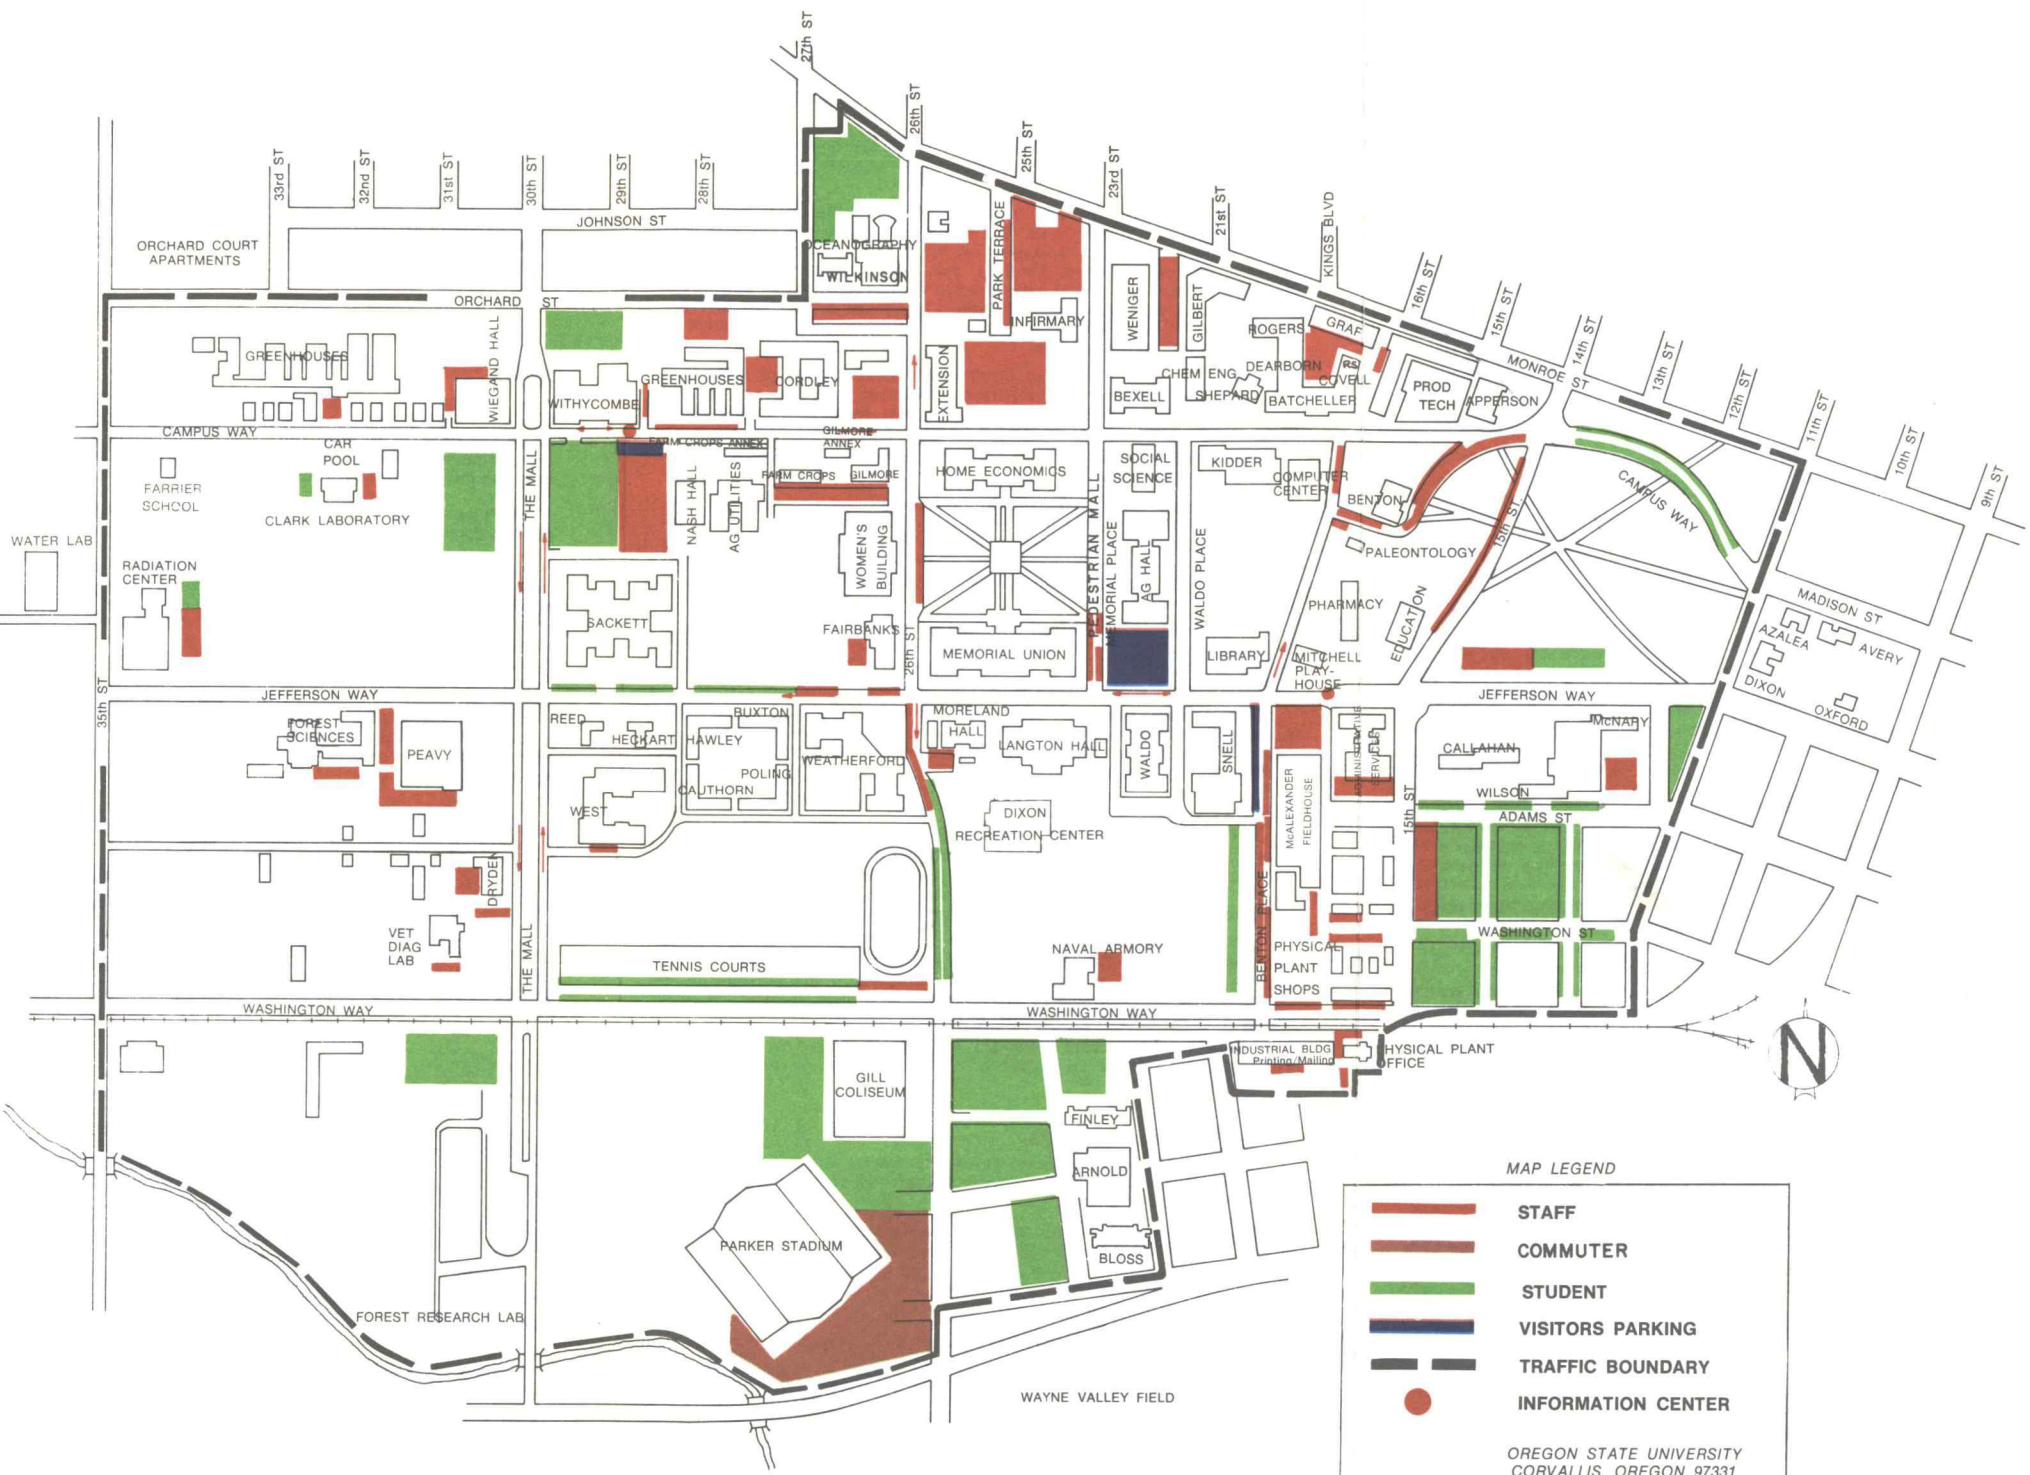 27th ST
26th ST
25th ST
23rd ST
21st ST
KINGS BLVD
16th ST
15th ST
14th ST
13th ST
12th ST
11th ST
10th ST
9th ST
33rd ST
32nd ST
31st ST
30th ST
29th ST
28th ST
JOHNSON ST
ORCHARD COURT
APARTMENTS
ORCHARD ST
OCEANOGRAPHY
WILKINSON
PARK TERRACE
INFIRMARY
WENIGER
GILBERT
ROGERS
GRAF
MONROE ST
GREENHOUSES
WIEGAND HALL
WITHYCOMBE
GREENHOUSES
CORDLEY
EXTENSION
BEXELL
CHEM ENG
SHEPARD
DEARBORN
RS
COVELL
BATCHELLER
PROD
TECH
APPERSON
CAMPUS WAY
CAR
POOL
FARRIER
SCHOOL
CLARK LABORATORY
THE MALL
FARM CROPS ANNEX
GILMORE
ANNEX
NASH HALL
AG UTILITIES
FARM CROPS
GILMORE
HOME ECONOMICS
SOCIAL
SCIENCE
KIDDER
COMPUTER
CENTER
BENTON
CAMPUS WAY
15th ST.
WATER LAB
RADIATION
CENTER
WOMEN'S
BUILDING
PEDESTRIAN MALL
MEMORIAL PLACE
AG HALL
WALDO PLACE
PALEONTOLOGY
PHARMACY
EDUCATION
SACKETT
FAIRBANKS
26th ST
MEMORIAL UNION
LIBRARY
MITCHELL
PLAY-
HOUSE
MADISON ST
AZALEA
AVERY
DIXON
OXFORD
35th ST
JEFFERSON WAY
JEFFERSON WAY
FOREST
SCIENCES
PEAVY
REED
HECKART
HAWLEY
BUXTON
POLING
CAUTHORN
WEATHERFORD
MORELAND
HALL
LANGTON HALL
WALDO
SNELL
ADMINISTRATIVE
SERVICES
CALLAHAN
McNARY
WEST
DIXON
RECREATION CENTER
McALEXANDER
FIELDHOUSE
15th ST
WILSON
ADAMS ST
DRYDEN
VET
DIAG
LAB
THE MALL
TENNIS COURTS
NAVAL ARMORY
BENTON PLACE
PHYSICAL
PLANT
SHOPS
WASHINGTON ST
WASHINGTON WAY
WASHINGTON WAY
N
INDUSTRIAL BLDG
Printing/Mailing
PHYSICAL PLANT
OFFICE
GILL
COLISEUM
FINLEY
ARNOLD
BLOSS
PARKER STADIUM
FOREST RESEARCH LAB
WAYNE VALLEY FIELD
MAP LEGEND
STAFF
COMMUTER
STUDENT
VISITORS PARKING
TRAFFIC BOUNDARY
INFORMATION CENTER
OREGON STATE UNIVERSITY
CORVALLIS, OREGON 97331